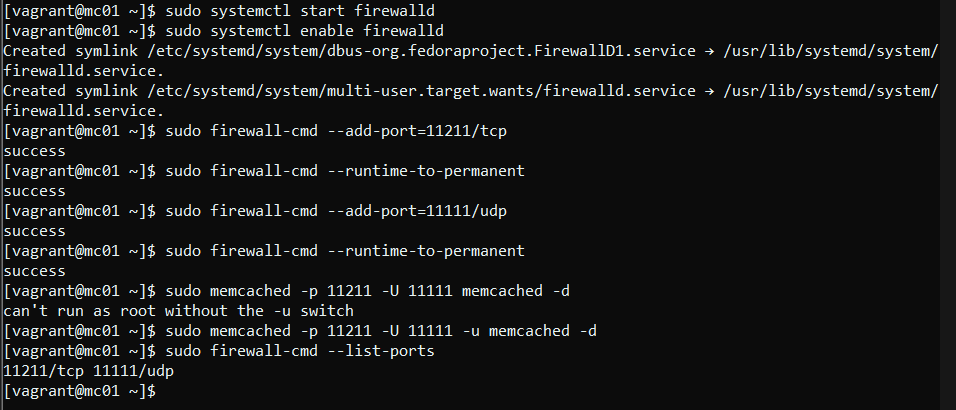 [vagrant@mc01 ~]$ sudo systemctl start firewalld
[vagrant@mc01 ~]$ sudo systemctl enable firewalld
Created symlink /etc/systemd/system/dbus-org.fedoraproject.FirewallD1.service → /usr/lib/systemd/system/
firewalld.service.
Created symlink /etc/systemd/system/multi-user.target.wants/firewalld.service → /usr/lib/systemd/system/
firewalld.service.
[vagrant@mc01 ~]$ sudo firewall-cmd --add-port=11211/tcp
success
[vagrant@mc01 ~]$ sudo firewall-cmd --runtime-to-permanent
success
[vagrant@mc01 ~]$ sudo firewall-cmd --add-port=11111/udp
success
[vagrant@mc01 ~]$ sudo firewall-cmd --runtime-to-permanent
success
[vagrant@mc01 ~]$ sudo memcached -p 11211 -U 11111 memcached -d
can't run as root without the -u switch
[vagrant@mc01 ~]$ sudo memcached -p 11211 -U 11111 -u memcached -d
[vagrant@mc01 ~]$ sudo firewall-cmd --list-ports
11211/tcp 11111/udp
[vagrant@mc01 ~]$